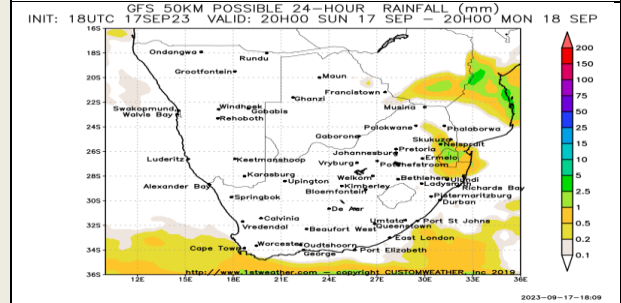 GFS 50KM POSSIBLE 24-HOUR RAINFALL (mm)
INIT: 18UTC 17SEP23 VALID: 20H00 SUN 17 SEP - 20H00 MON 18 SEP
16S
18S
20S
22S
24S
26S
28S
30S
32S
34S
36S
Ondangwa
Rundu
Grootfontein
Maun
Francistown
Ghanzi
Swakopmund
Windhoek
Gobabis
Musina
Walvis Bay
Rehoboth
Polokwane
Phalaborwa
Gaborone
Skukuza
Nelspruit
Johannesburg
Pretoria
Luderitz
Keetmanshoop
Vryburg
Potchefstroom
Ermelo
Karasburg
Upington
Welkom
Bethlehem
Ulundi
Alexander Bay
Kimberley
Ladysmith
Richards Bay
Springbok
Bloemfontein
Pietermaritzburg
De Aar
Durban
Calvinia
Umtata
Port St Johns
Vredendal
Beaufort West
Queenstown
East London
Cape Town
Worcester
Oudtshoorn
George
Port Elizabeth
http://www.1stweather.com - copyright CUSTOMWEATHER, Inc 2019
12E
15E
18E
21E
24E
27E
30E
33E
36E
200
150
100
75
50
25
15
10
5
2.5
1
0.5
0.2
0.1
2023-09-17-18:09